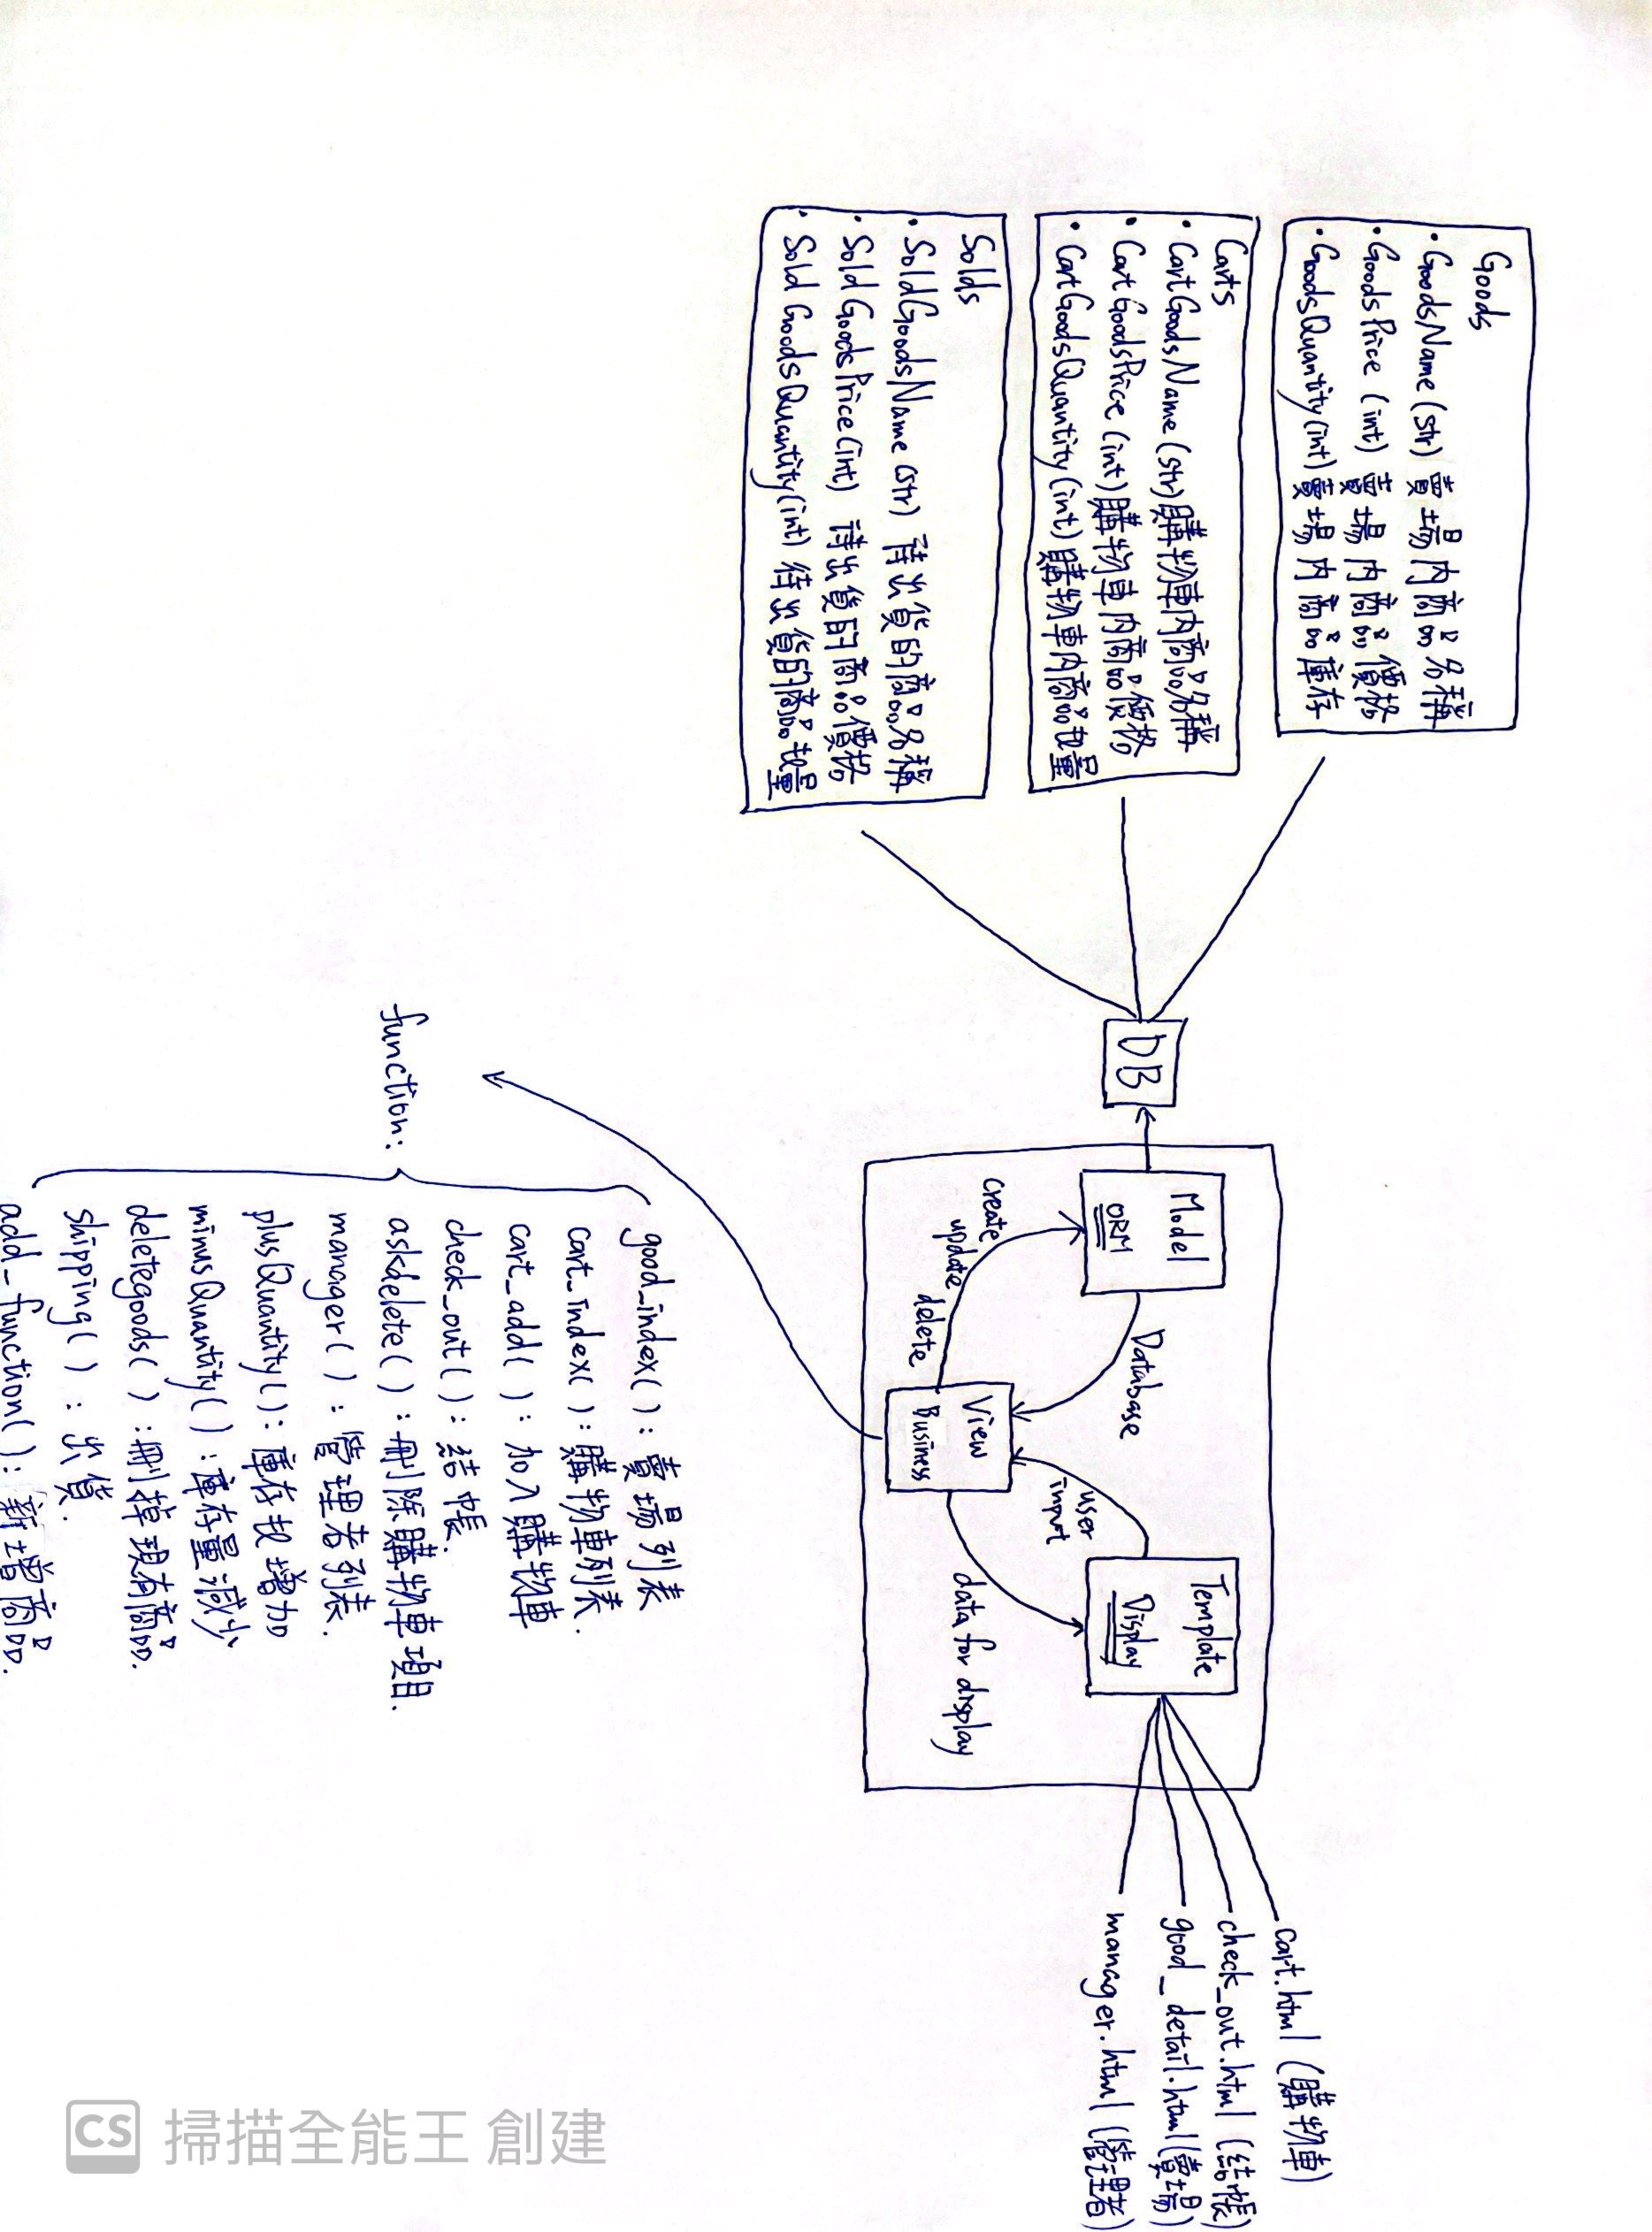 Goods
・GoodsName (str) 賣場內商品名稱
・GoodsPrice (int) 賣場內商品價格
・GoodsQuantity(int) 賣場內商品庫存
Carts
・CartGoodsName (str) 購物車內商品名稱
・CartGoodsPrice (int) 購物車內商品價格
・CartGoodsQuantity (int) 購物車內商品量
Solds
・SoldGoodsName (str) 待出貨的商品名稱
・SoldGoodsPrice (int) 待出貨的商品價格
・SoldGoodsQuantity (int) 待出貨的商品量
DB
Model
ORM
Database
Template
Display
user
input
View
Business
create
update
delete
data for display
cart.html (購物車)
check_out.html (結帳)
good_detail.html (賣場)
manager.html (管理者)
function:
good_index( ): 賣場列表
cart_index( ): 購物車列表.
cart_add( ): 加入購物車
check_out( ): 結帳.
askdelete( ): 刪除購物車項目.
manager( ): 管理者列表.
plusQuantity( ): 庫存增加
minusQuantity( ): 庫存量減少
deletegoods( ): 刪掉現有商品.
shipping( ): 出貨.
add_function( ): 新增商品.
CS 掃描全能王 創建